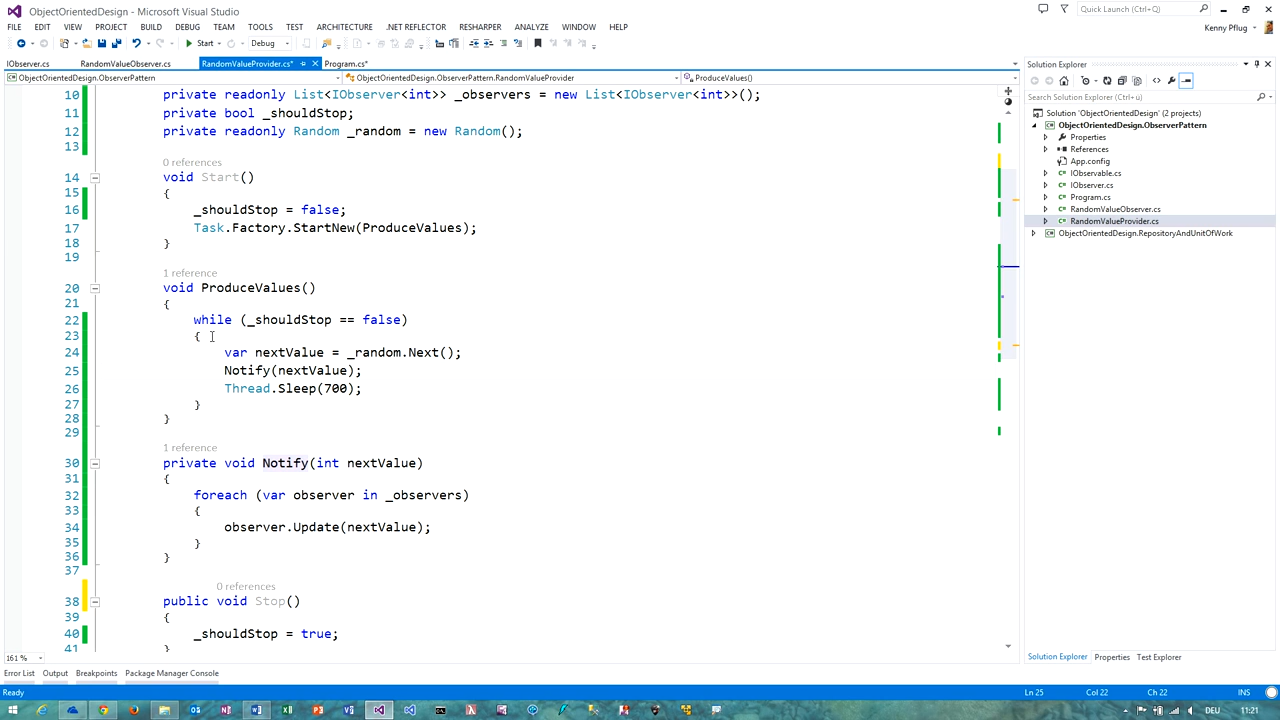 ObjectOrientedDesign - Microsoft Visual Studio
Quick Launch (Ctrl+Q)
FILE EDIT VIEW PROJECT BUILD DEBUG TEAM TOOLS TEST ARCHITECTURE .NET REFLECTOR RESHARPER ANALYZE WINDOW HELP
Kenny Pflug
Start Debug
IObserver.cs RandomValueObserver.cs RandomValueProvider.cs* Program.cs*
ObjectOrientedDesign.ObserverPattern ObjectOrientedDesign.ObserverPattern.RandomValueProvider ProduceValues()
10 private readonly List<IObserver<int>> _observers = new List<IObserver<int>>();
11 private bool _shouldStop;
12 private readonly Random _random = new Random();
13
0 references
14 void Start()
15 {
16 _shouldStop = false;
17 Task.Factory.StartNew(ProduceValues);
18 }
19
1 reference
20 void ProduceValues()
21 {
22 while (_shouldStop == false)
23 {
24 var nextValue = _random.Next();
25 Notify(nextValue);
26 Thread.Sleep(700);
27 }
28 }
29
1 reference
30 private void Notify(int nextValue)
31 {
32 foreach (var observer in _observers)
33 {
34 observer.Update(nextValue);
35 }
36 }
37
0 references
38 public void Stop()
39 {
40 _shouldStop = true;
41 }
161 %
Solution Explorer
Search Solution Explorer (Ctrl+ü)
Solution 'ObjectOrientedDesign' (2 projects)
ObjectOrientedDesign.ObserverPattern
Properties
References
App.config
IObservable.cs
IObserver.cs
Program.cs
RandomValueObserver.cs
RandomValueProvider.cs
ObjectOrientedDesign.RepositoryAndUnitOfWork
Solution Explorer Properties Test Explorer
Error List Output Breakpoints Package Manager Console
Ready Ln 25 Col 22 Ch 22 INS
DEU 11:21